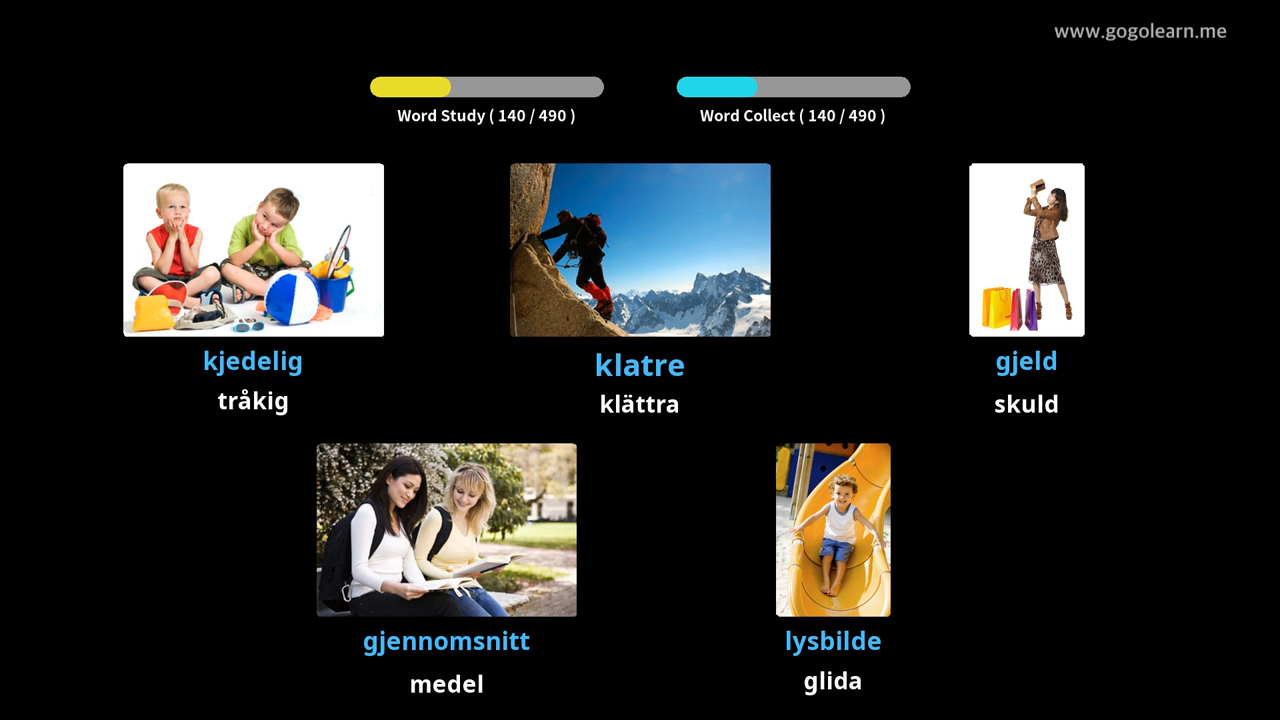 www.gogolearn.me
Word Study ( 140 / 490 )
Word Collect ( 140 / 490 )
kjedelig
tråkig
klatre
klättra
gjeld
skuld
gjennomsnitt
medel
lysbilde
glida